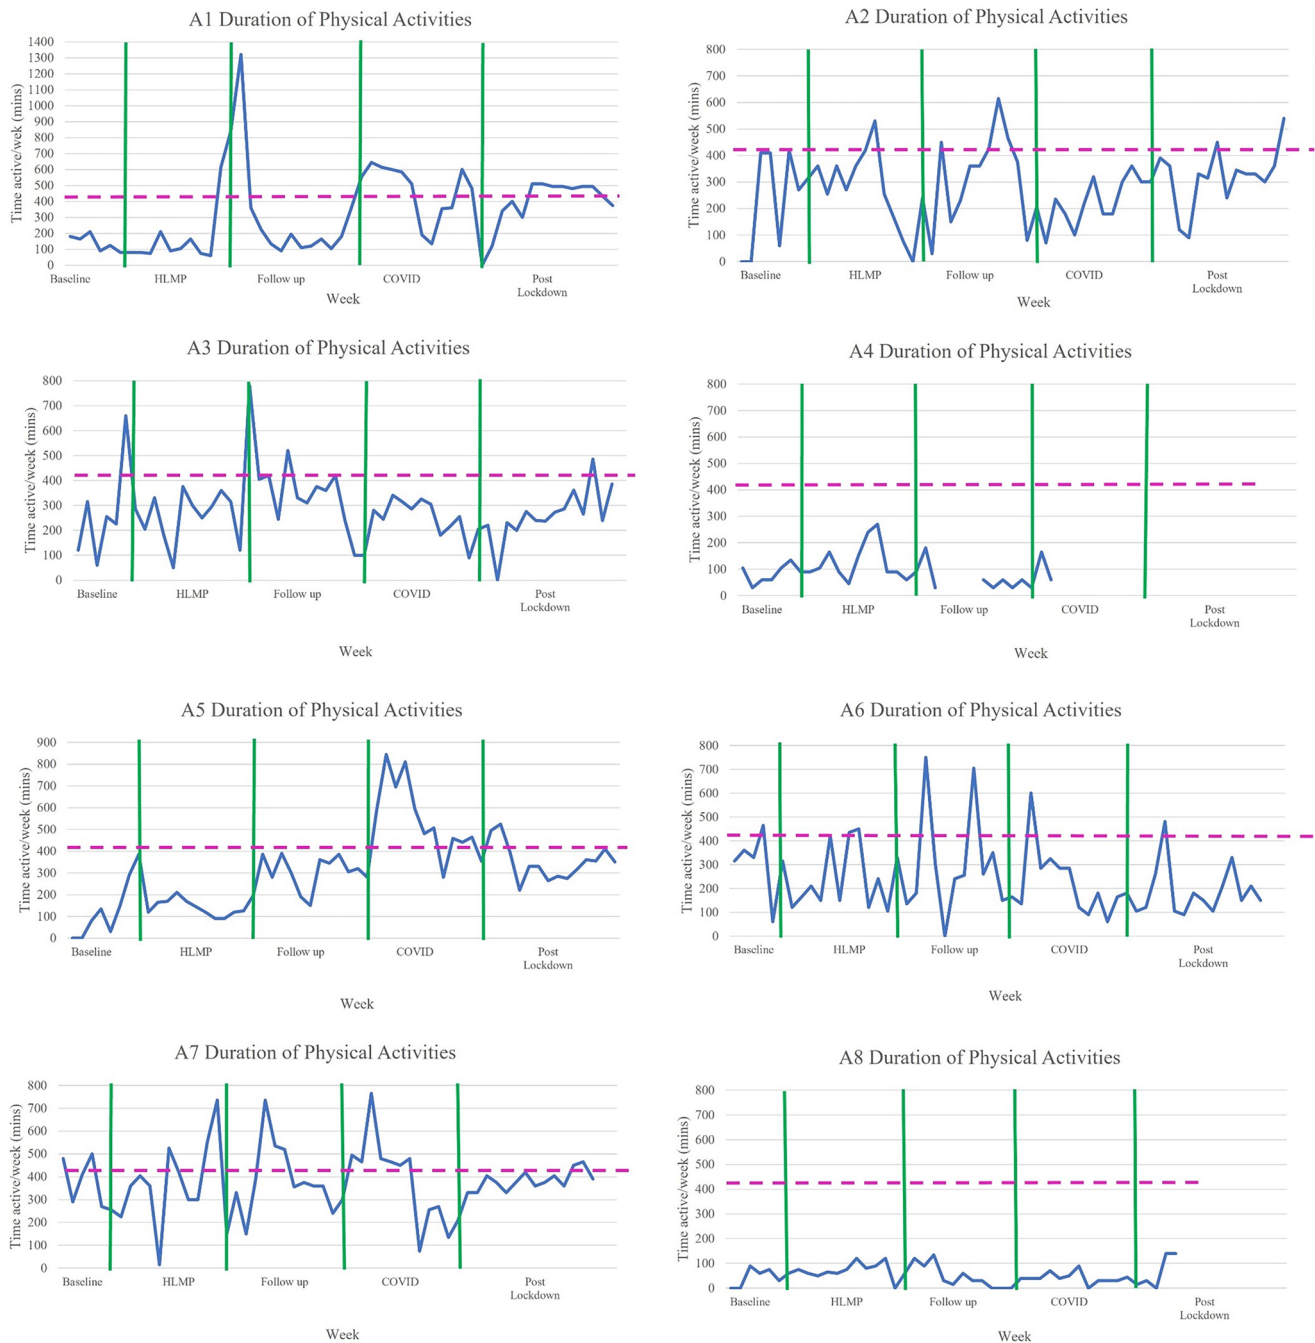 A1 Duration of Physical Activities
Time active/wek (mins)
1400
1300
1200
1100
1000
900
800
700
600
500
400
300
200
100
0
Baseline HLMP Follow up COVID Post
Lockdown
Week
A2 Duration of Physical Activities
Time active/week (mins)
800
700
600
500
400
300
200
100
0
Baseline HLMP Follow up COVID Post
Lockdown
Week
A3 Duration of Physical Activities
Time active/week (mins)
800
700
600
500
400
300
200
100
0
Baseline HLMP Follow up COVID Post
Lockdown
Week
A4 Duration of Physical Activities
Time active/week (mins)
800
700
600
500
400
300
200
100
0
Baseline HLMP Follow up COVID Post
Lockdown
Week
A5 Duration of Physical Activities
Time active/week (mins)
900
800
700
600
500
400
300
200
100
0
Baseline HLMP Follow up COVID Post
Lockdown
Week
A6 Duration of Physical Activities
Time active/week (mins)
800
700
600
500
400
300
200
100
0
Baseline HLMP Follow up COVID Post
Lockdown
Week
A7 Duration of Physical Activities
Time active/week (mins)
800
700
600
500
400
300
200
100
0
Baseline HLMP Follow up COVID Post
Lockdown
Week
A8 Duration of Physical Activities
Time active/week (mins)
800
700
600
500
400
300
200
100
0
Baseline HLMP Follow up COVID Post
Lockdown
Week